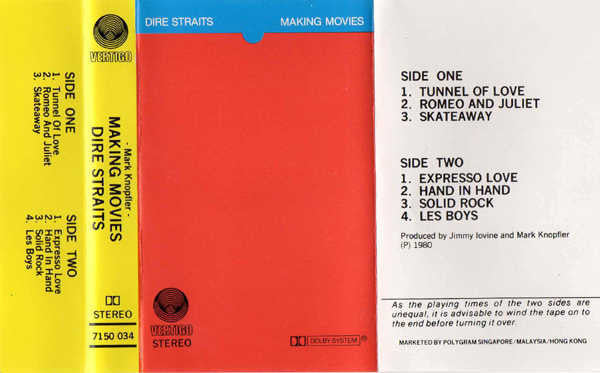 SIDE ONE
1. Tunnel Of Love
2. Romeo And Juliet
3. Skateaway
SIDE TWO
1. Expresso Love
2. Hand In Hand
3. Solid Rock
4. Les Boys
VERTIGO
- Mark Knopfler -
MAKING MOVIES
DIRE STRAITS
STEREO
7150 034
DIRE STRAITS
MAKING MOVIES
VERTIGO
STEREO
DOLBY SYSTEM ®
SIDE ONE
1. TUNNEL OF LOVE
2. ROMEO AND JULIET
3. SKATEAWAY
SIDE TWO
1. EXPRESSO LOVE
2. HAND IN HAND
3. SOLID ROCK
4. LES BOYS
Produced by Jimmy Iovine and Mark Knopfler
(P) 1980
As the playing times of the two sides are
unequal, it is advisable to wind the tape on to
the end before turning it over.
MARKETED BY POLYGRAM SINGAPORE/MALAYSIA/HONG KONG